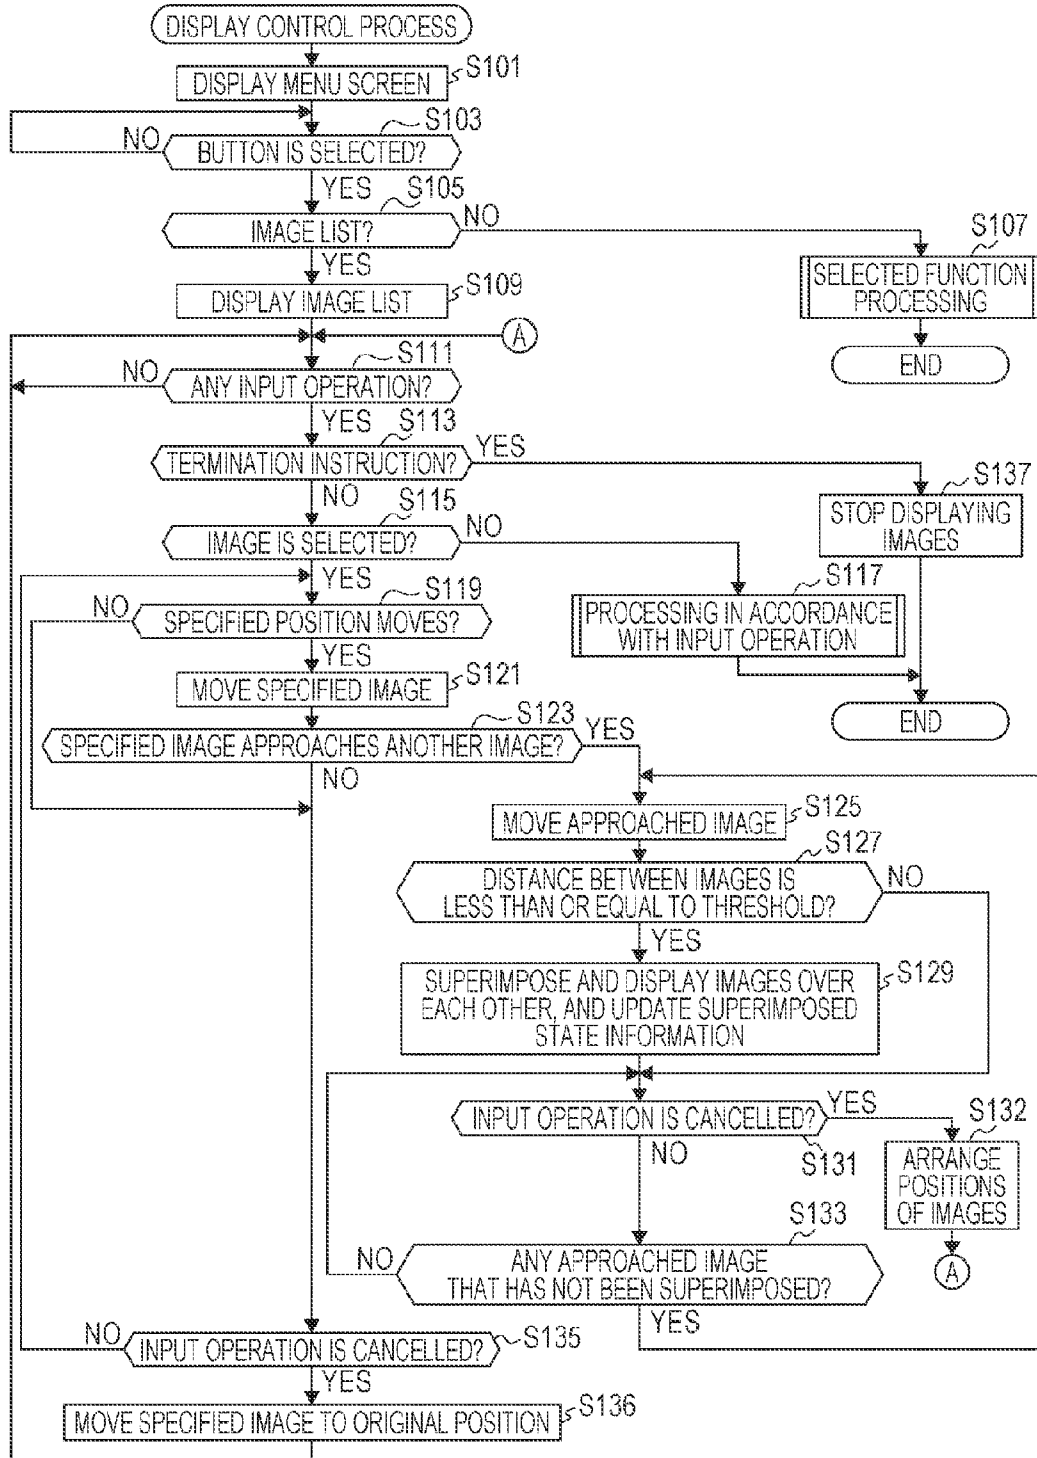 DISPLAY CONTROL PROCESS
S101
DISPLAY MENU SCREEN
S103
NO
BUTTON IS SELECTED?
YES
S105
NO
IMAGE LIST?
S107
YES
SELECTED FUNCTION
PROCESSING
S109
DISPLAY IMAGE LIST
A
END
S111
NO
ANY INPUT OPERATION?
YES
S113
YES
TERMINATION INSTRUCTION?
S137
NO
S115
STOP DISPLAYING
IMAGES
NO
IMAGE IS SELECTED?
YES
S117
S119
NO
PROCESSING IN ACCORDANCE
WITH INPUT OPERATION
SPECIFIED POSITION MOVES?
YES
S121
MOVE SPECIFIED IMAGE
END
S123
YES
SPECIFIED IMAGE APPROACHES ANOTHER IMAGE?
NO
S125
MOVE APPROACHED IMAGE
S127
DISTANCE BETWEEN IMAGES IS
LESS THAN OR EQUAL TO THRESHOLD?
NO
YES
S129
SUPERIMPOSE AND DISPLAY IMAGES OVER
EACH OTHER, AND UPDATE SUPERIMPOSED
STATE INFORMATION
YES
INPUT OPERATION IS CANCELLED?
S132
S131
NO
ARRANGE
POSITIONS
OF IMAGES
S133
NO
ANY APPROACHED IMAGE
THAT HAS NOT BEEN SUPERIMPOSED?
A
YES
NO
S135
INPUT OPERATION IS CANCELLED?
YES
S136
MOVE SPECIFIED IMAGE TO ORIGINAL POSITION